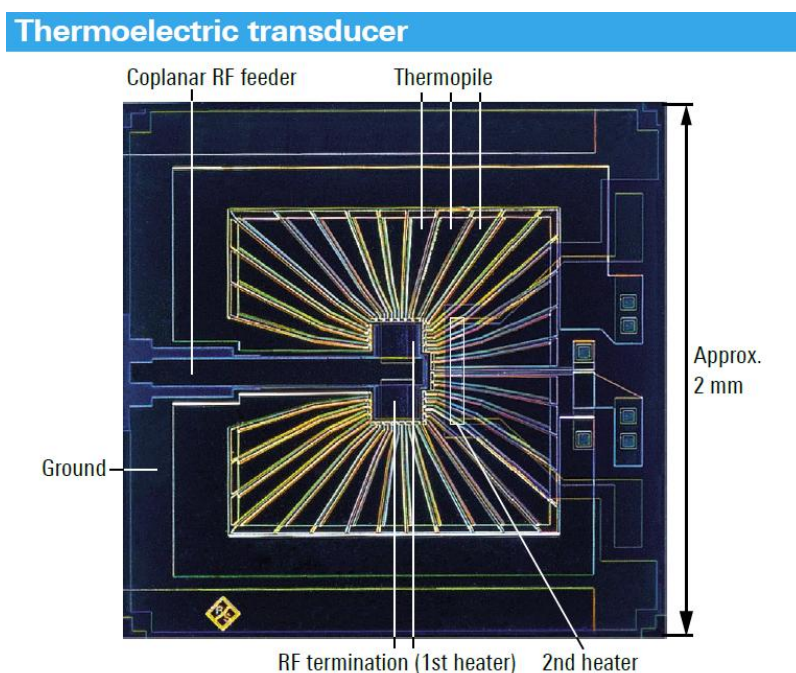 Thermoelectric transducer
Coplanar RF feeder
Thermopile
Approx.
2 mm
Ground
RF termination (1st heater)
2nd heater